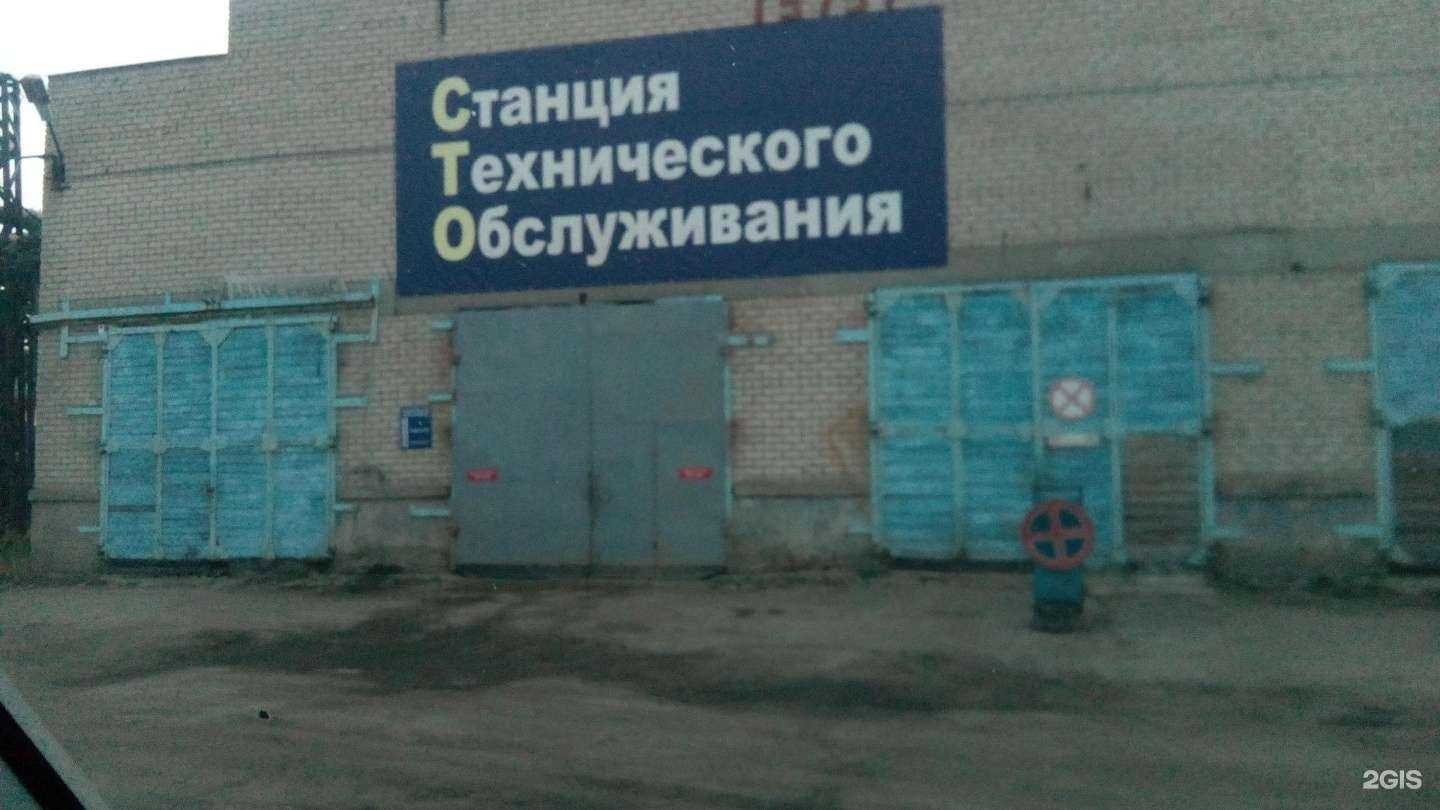 Станция
Технического
Обслуживания
2GIS